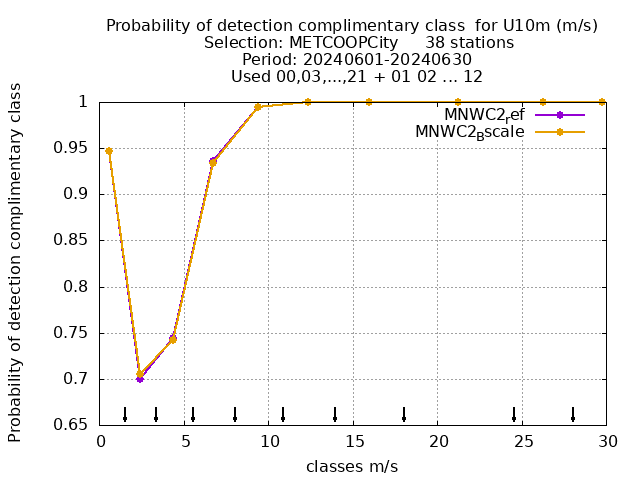 Probability of detection complimentary class  for U10m (m/s)
Selection: METCOOPCity     38 stations
Period: 20240601-20240630
Used 00,03,...,21 + 01 02 ... 12
Probability of detection complimentary class
1
0.95
0.9
0.85
0.8
0.75
0.7
0.65
MNWC2ref
MNWC2Bscale
0 5 10 15 20 25 30
classes m/s